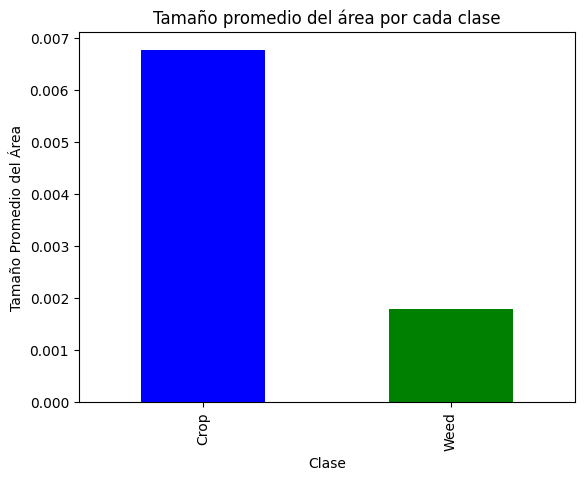 Tamaño promedio del área por cada clase
Tamaño Promedio del Área
0.007
0.006
0.005
0.004
0.003
0.002
0.001
0.000
Crop
Weed
Clase